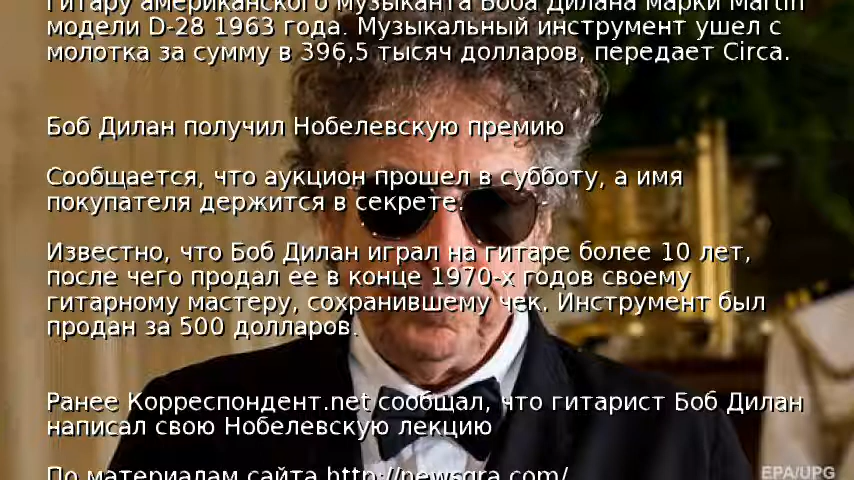 Гитару американского музыканта Боба Дилана марки Martin
модели D-28 1963 года. Музыкальный инструмент ушел с
молотка за сумму в 396,5 тысяч долларов, передает Circa.
Боб Дилан получил Нобелевскую премию
Сообщается, что аукцион прошел в субботу, а имя
покупателя держится в секрете.
Известно, что Боб Дилан играл на гитаре более 10 лет,
после чего продал ее в конце 1970-х годов своему
гитарному мастеру, сохранившему чек. Инструмент был
продан за 500 долларов.
Ранее Корреспондент.net сообщал, что гитарист Боб Дилан
написал свою Нобелевскую лекцию
По материалам сайта http://newsqra.com/
EPA/UPG